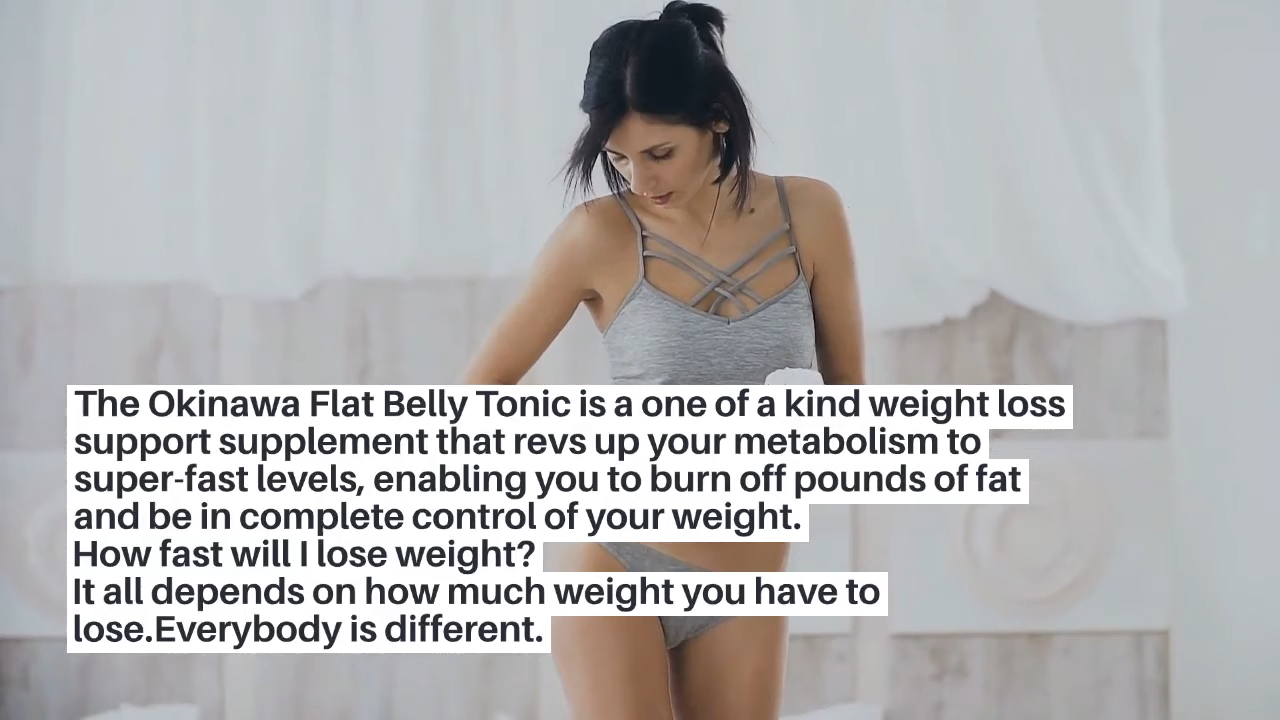 The Okinawa Flat Belly Tonic is a one of a kind weight loss
support supplement that revs up your metabolism to
super-fast levels, enabling you to burn off pounds of fat
and be in complete control of your weight.
How fast will I lose weight?
It all depends on how much weight you have to
lose.Everybody is different.